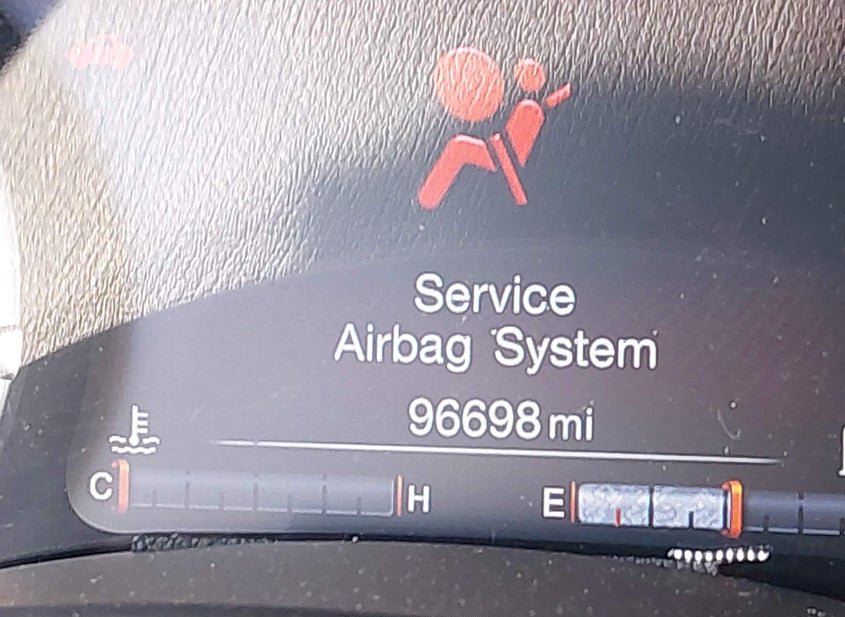 Service
Airbag System
96698 mi
C H E